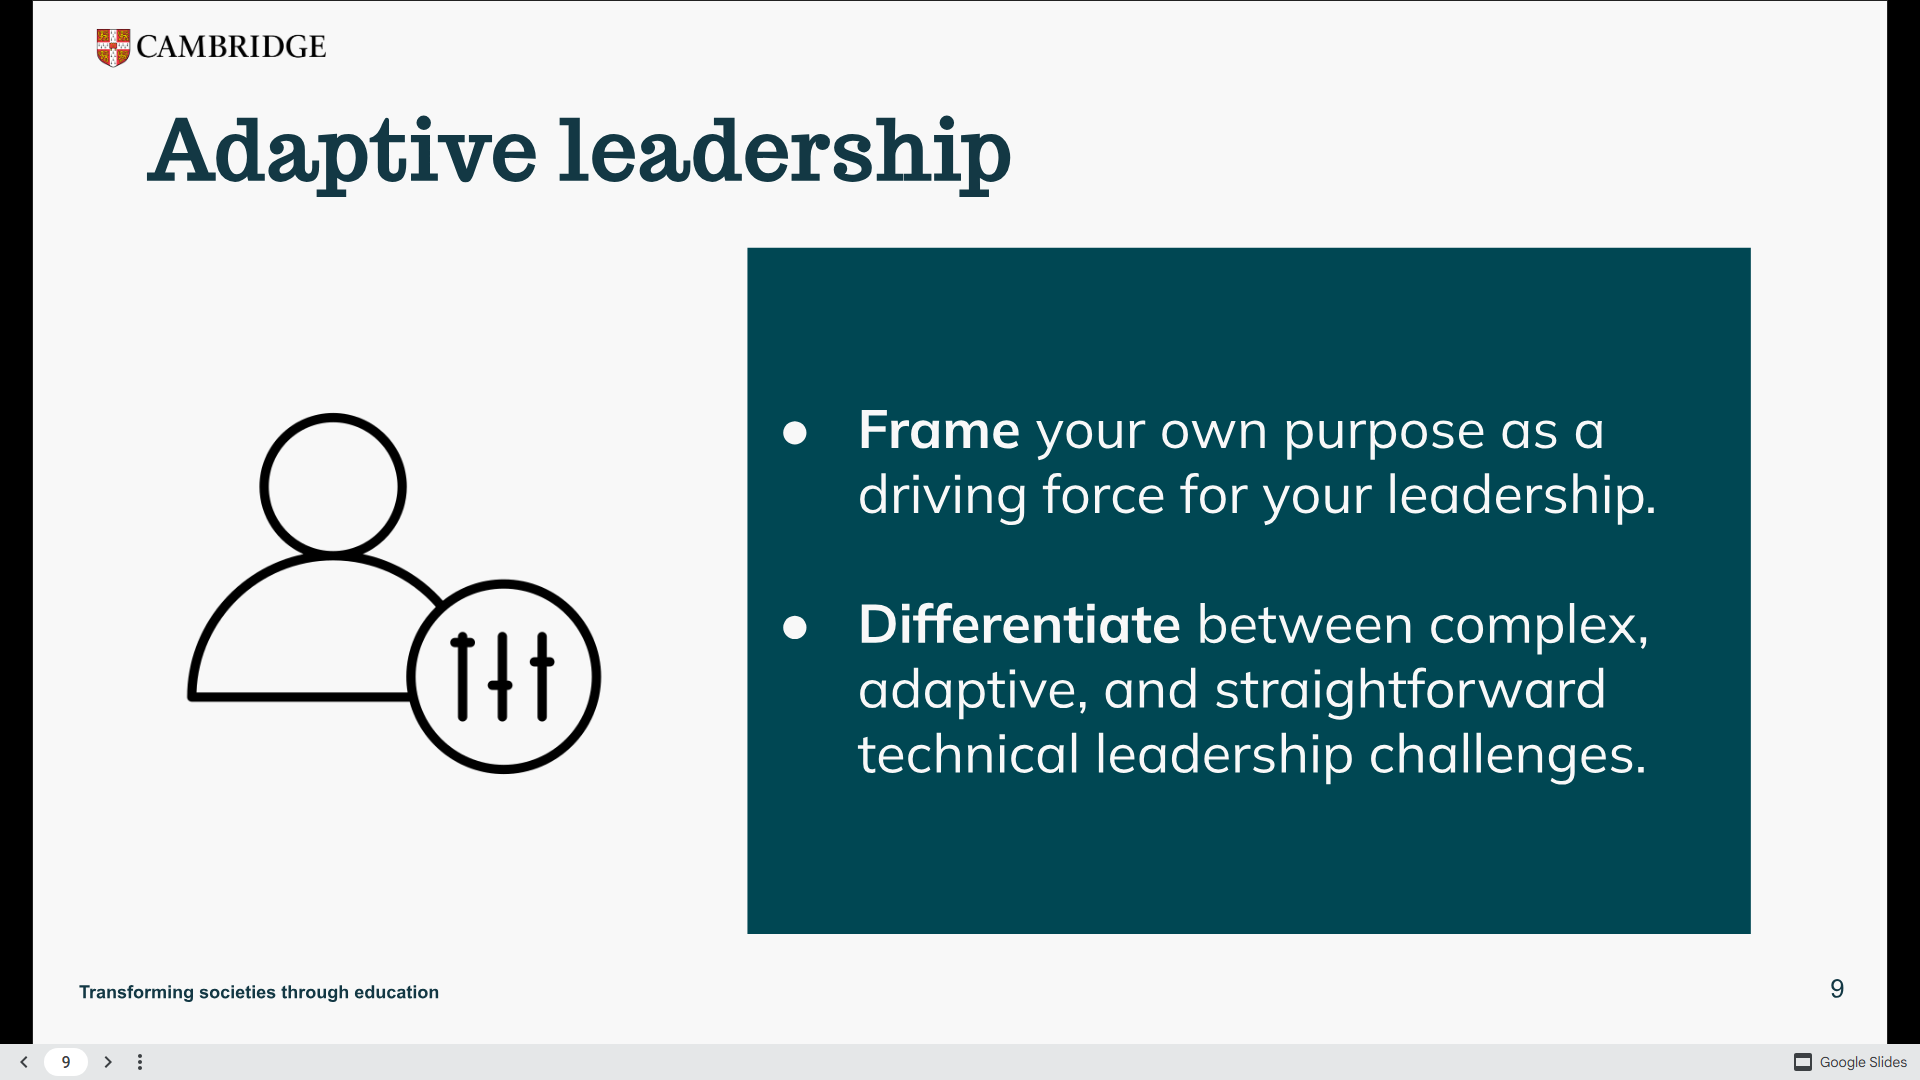 CAMBRIDGE
Adaptive leadership
● Frame your own purpose as a
driving force for your leadership.
● Differentiate between complex,
adaptive, and straightforward
technical leadership challenges.
Transforming societies through education
9
9
Google Slides